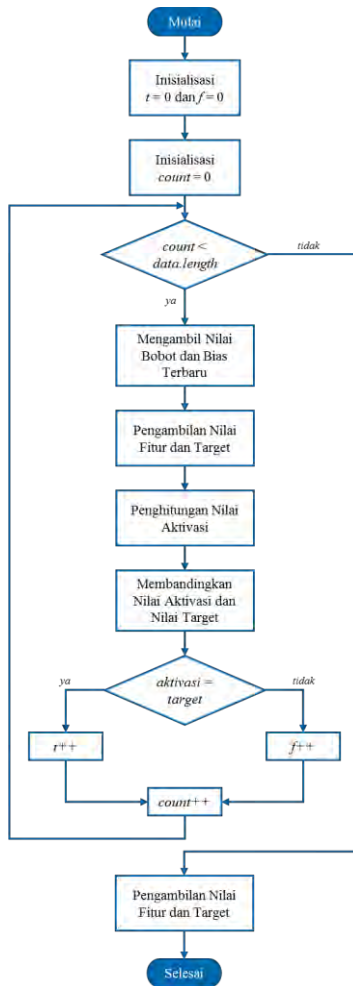 Mulai
Inisialisasi
t = 0 dan f = 0
Inisialisasi
count = 0
count <
data.length
tidak
ya
Mengambil Nilai
Bobot dan Bias
Terbaru
Pengambilan Nilai
Fitur dan Target
Penghitungan Nilai
Aktivasi
Membandingkan
Nilai Aktivasi dan
Nilai Target
ya
aktivasi =
target
tidak
t++
f++
count++
Pengambilan Nilai
Fitur dan Target
Selesai